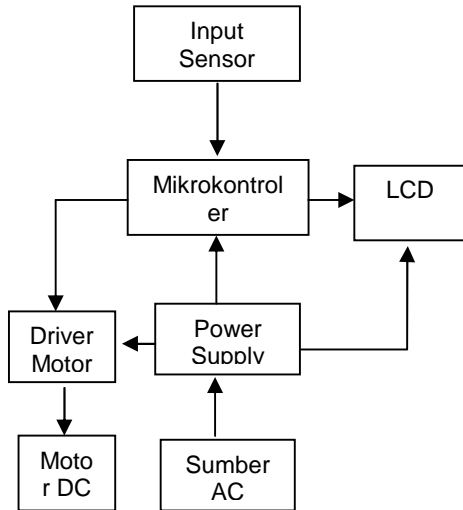 Input
Sensor
Mikrokontrol
er
LCD
Driver
Motor
Power
Supply
Moto
r DC
Sumber
AC